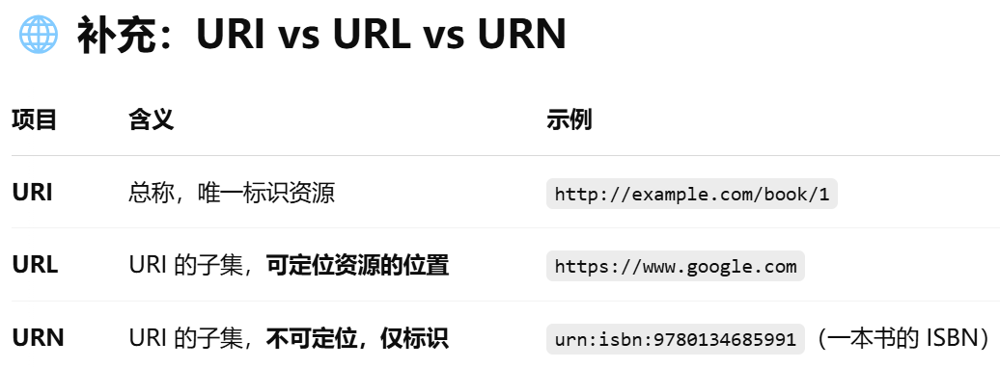 补充：URI vs URL vs URN
项目 含义 示例
URI 总称，唯一标识资源 http://example.com/book/1
URL URI 的子集，可定位资源的位置 https://www.google.com
URN URI 的子集，不可定位，仅标识 urn:isbn:9780134685991（一本书的 ISBN）